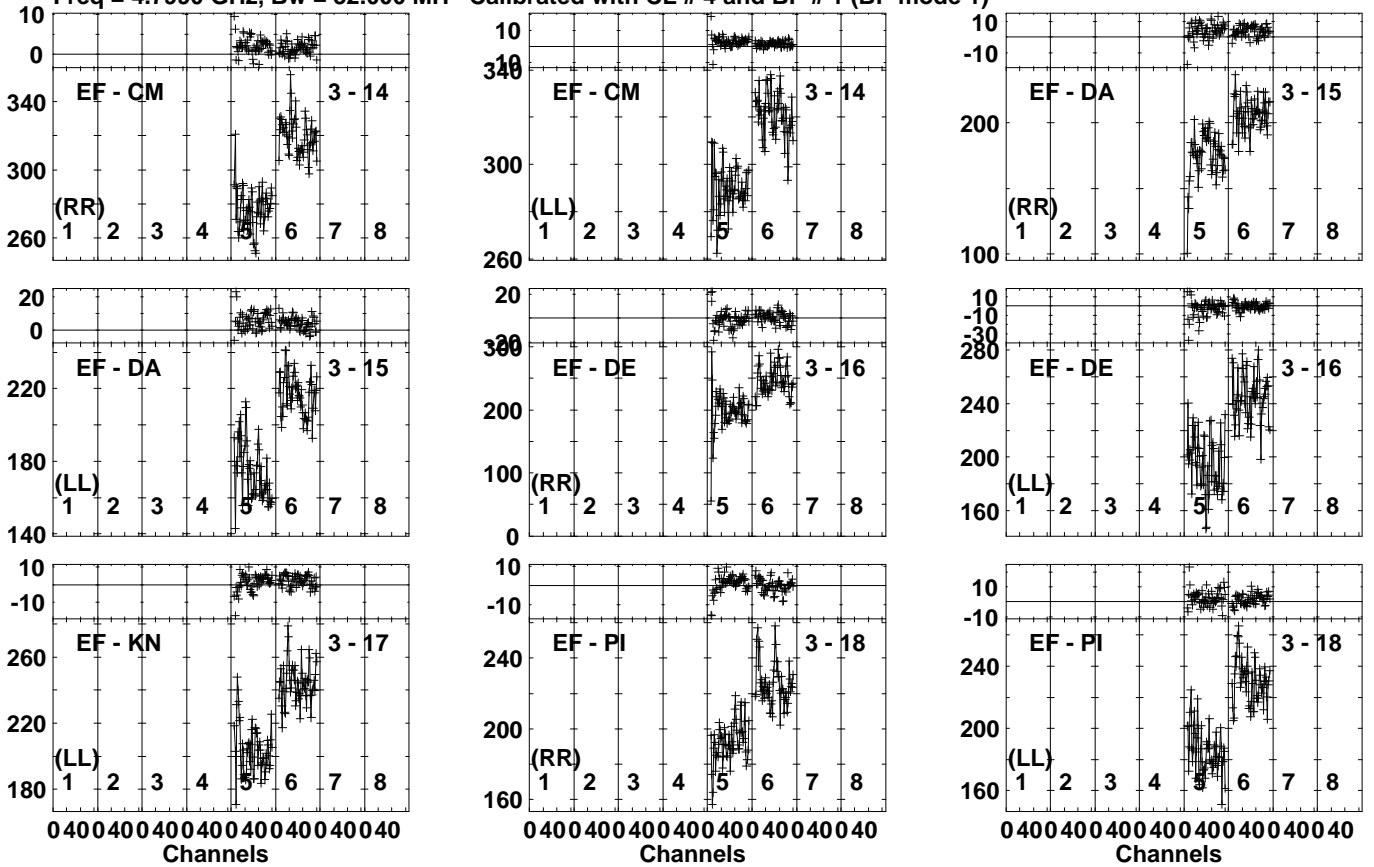 Freq = 4.7990 GHz, Bw = 32.000 MH Calibrated with CL # 4 and BP # 1 (BP mode 1)
10
0
EF - CM 3 - 14
340
300
260
(RR)
1 2 3 4 5 6 7 8
10
-10
340
EF - CM 3 - 14
300
260
(LL)
1 2 3 4 5 6 7 8
10
-10
EF - DA 3 - 15
200
100
(RR)
1 2 3 4 5 6 7 8
20
0
EF - DA 3 - 15
220
180
140
(LL)
1 2 3 4 5 6 7 8
20
-20
300
EF - DE 3 - 16
200
100
0
(RR)
1 2 3 4 5 6 7 8
10
-10
-30
280
EF - DE 3 - 16
240
200
160
(LL)
1 2 3 4 5 6 7 8
10
-10
EF - KN 3 - 17
260
220
180
(LL)
1 2 3 4 5 6 7 8
0 40 0 40 0 40 0 40 0 40 0 40 0 40 0 40
Channels
10
-10
EF - PI 3 - 18
240
200
160
(RR)
1 2 3 4 5 6 7 8
0 40 0 40 0 40 0 40 0 40 0 40 0 40 0 40
Channels
10
-10
EF - PI 3 - 18
240
200
160
(LL)
1 2 3 4 5 6 7 8
0 40 0 40 0 40 0 40 0 40 0 40 0 40 0 40
Channels